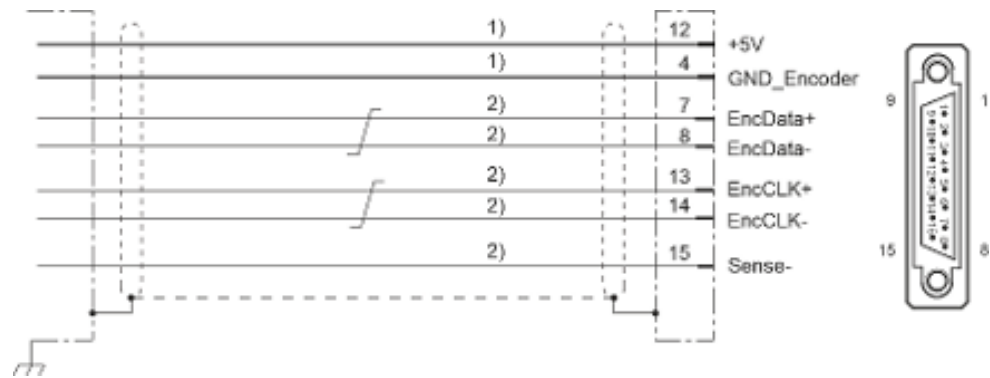 1) 12 +5V
1) 4 GND_Encoder
2) 7 EncData+
2) 8 EncData-
2) 13 EncCLK+
2) 14 EncCLK-
2) 15 Sense-
9 1
15 8